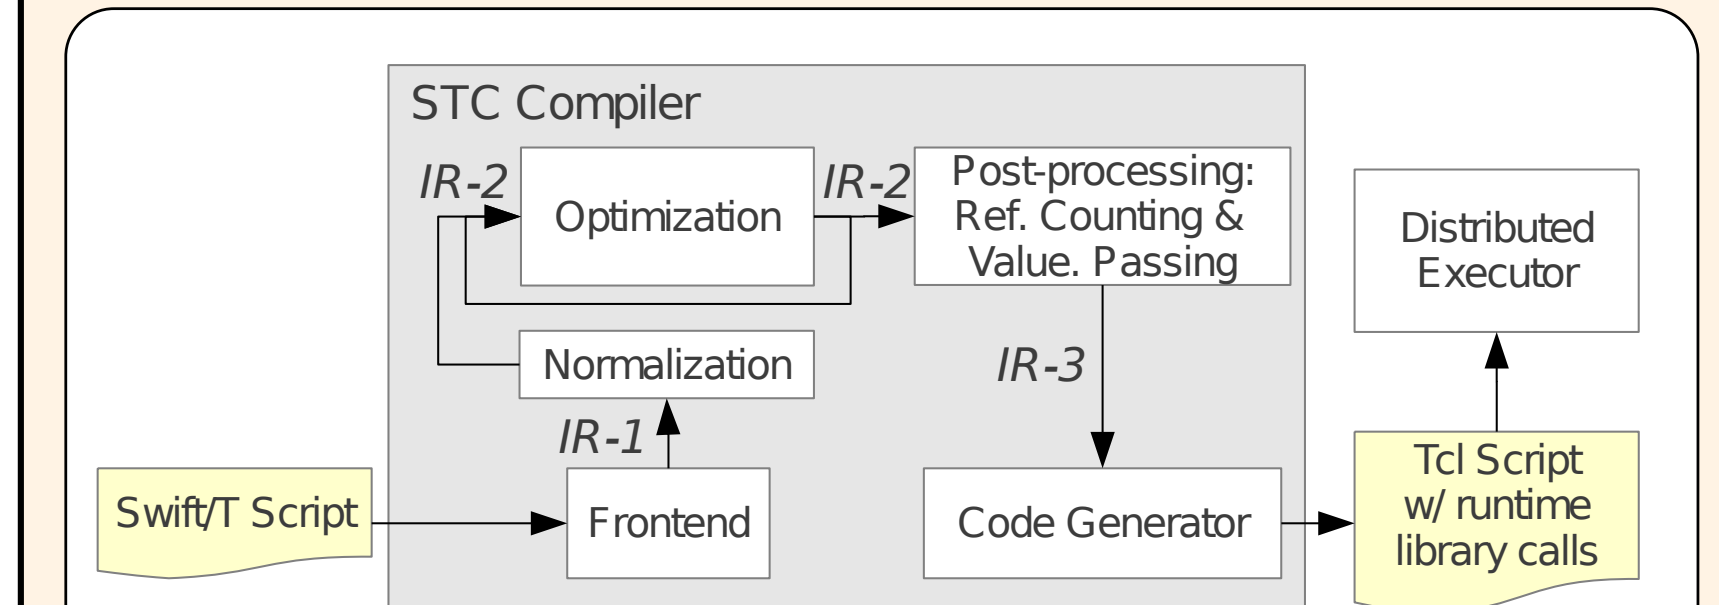 STC Compiler
IR-2
Optimization
IR-2
Post-processing:
Ref. Counting &
Value. Passing
Distributed
Executor
Normalization
IR-3
IR-1
Swift/T Script
Frontend
Code Generator
Tcl Script
w/ runtime
library calls